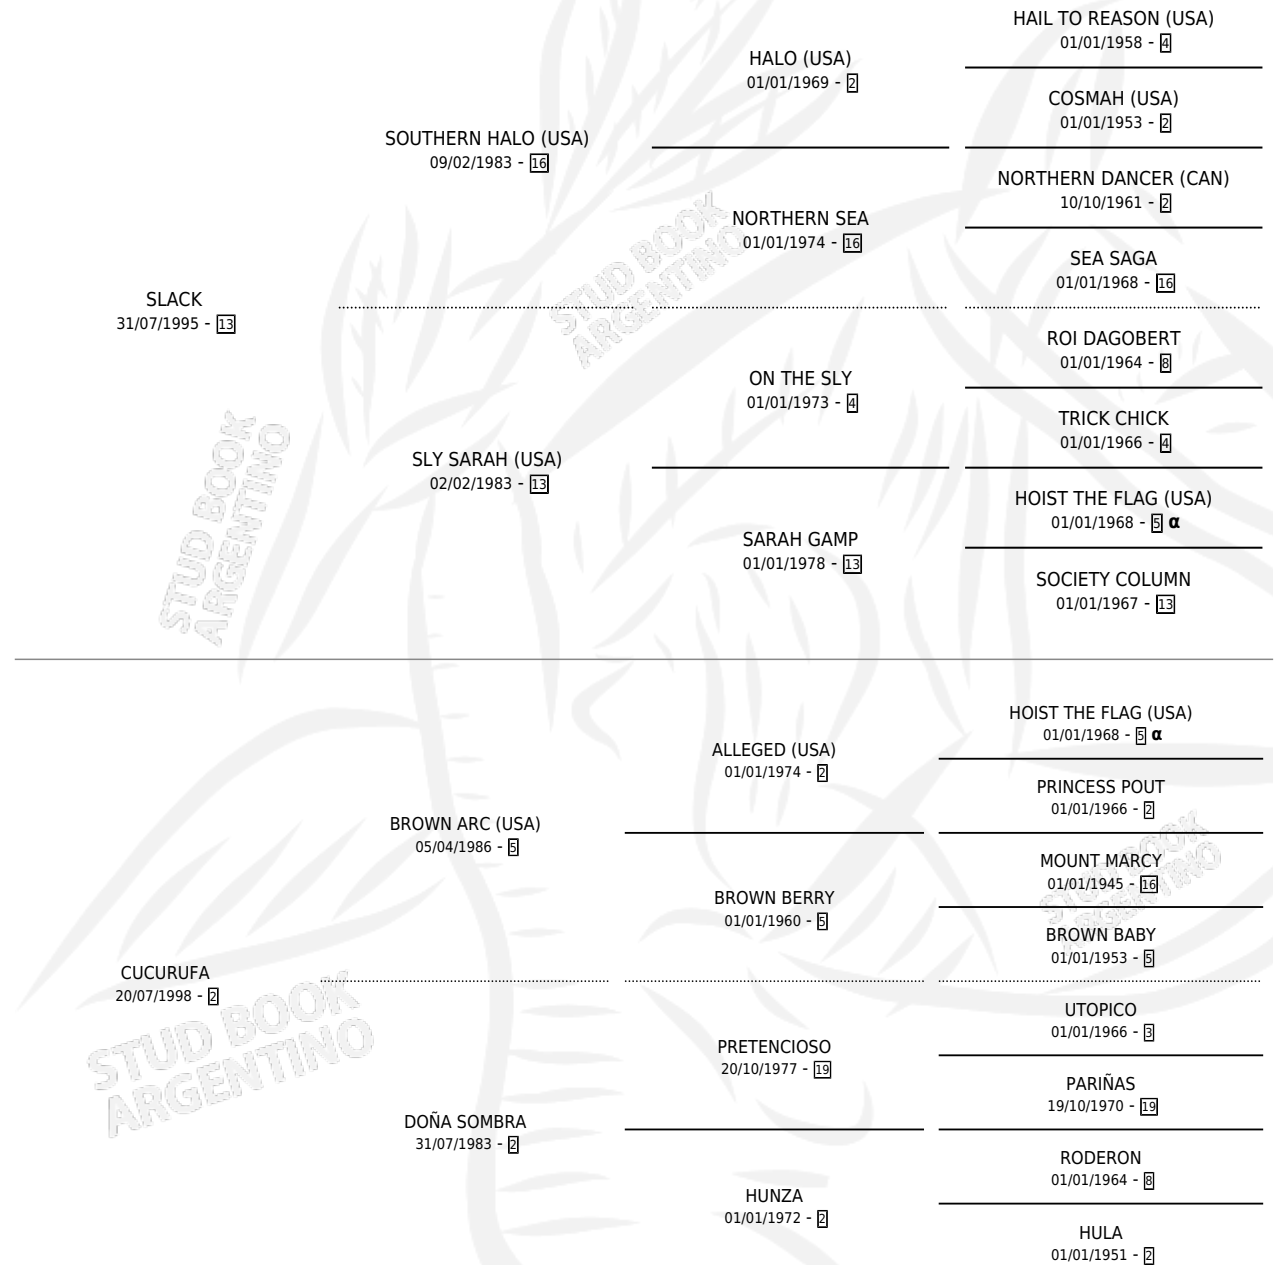 HAIL TO REASON (USA)
01/01/1958 - 4
HALO (USA)
01/01/1969 - 2
COSMAH (USA)
01/01/1953 - 2
SOUTHERN HALO (USA)
09/02/1983 - 16
NORTHERN DANCER (CAN)
10/10/1961 - 2
NORTHERN SEA
01/01/1974 - 16
SEA SAGA
01/01/1968 - 16
STUD BOOK
ARGENTINO
SLACK
31/07/1995 - 13
ROI DAGOBERT
01/01/1964 - 8
ON THE SLY
01/01/1973 - 4
TRICK CHICK
01/01/1966 - 4
SLY SARAH (USA)
02/02/1983 - 13
HOIST THE FLAG (USA)
01/01/1968 - 5 α
SARAH GAMP
01/01/1978 - 13
SOCIETY COLUMN
01/01/1967 - 13
STUD BOOK
ARGENTINO
HOIST THE FLAG (USA)
01/01/1968 - 5 α
ALLEGED (USA)
01/01/1974 - 2
PRINCESS POUT
01/01/1966 - 2
BROWN ARC (USA)
05/04/1986 - 5
MOUNT MARCY
01/01/1945 - 16
BROWN BERRY
01/01/1960 - 5
BROWN BABY
01/01/1953 - 5
STUD BOOK
ARGENTINO
CUCURUFA
20/07/1998 - 2
UTOPICO
01/01/1966 - 3
PRETENCIOSO
20/10/1977 - 19
PARIÑAS
19/10/1970 - 19
STUD BOOK
ARGENTINO
DOÑA SOMBRA
31/07/1983 - 2
RODERON
01/01/1964 - 8
HUNZA
01/01/1972 - 2
HULA
01/01/1951 - 2